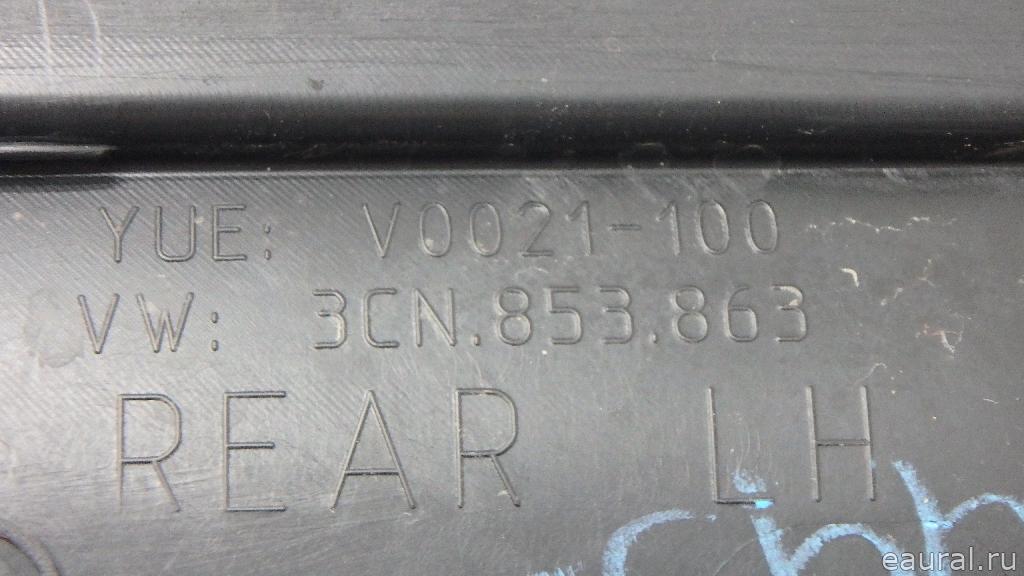 YUE: V0021-100
VW: 3CN.853.863
REAR LH
eaural.ru